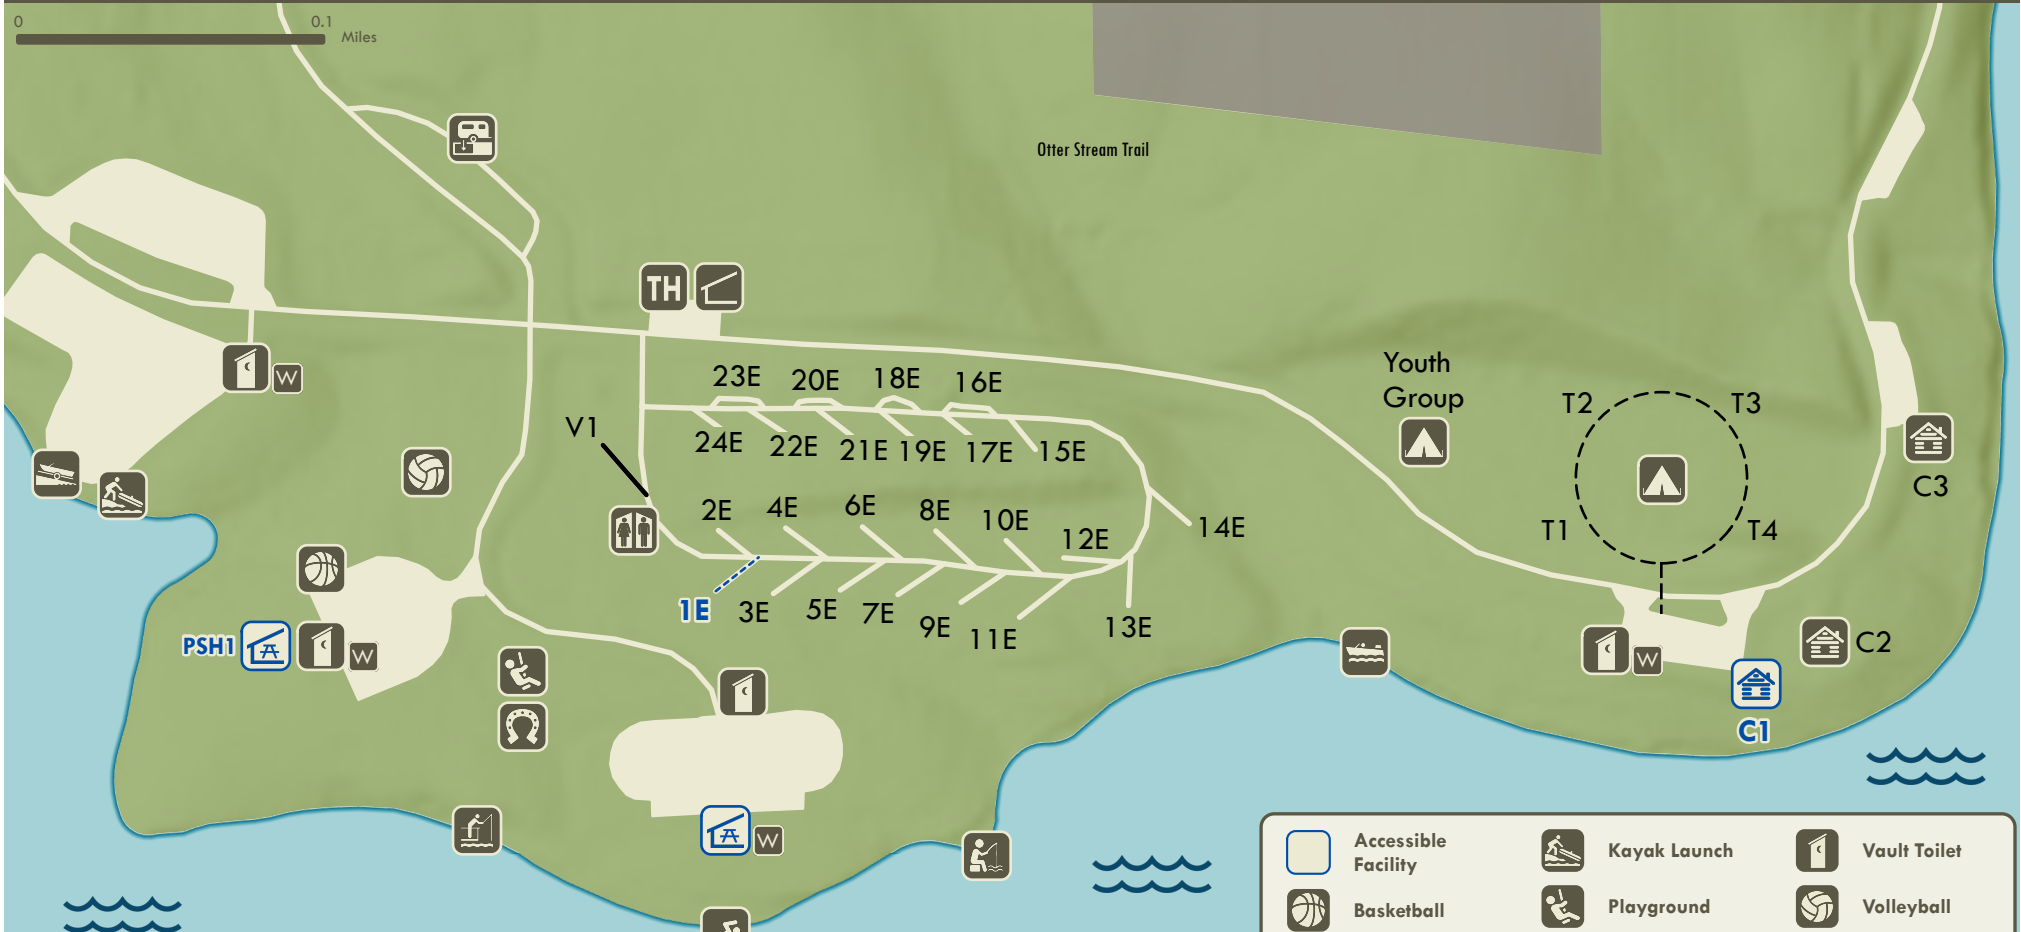 0 0.1
Miles
Otter Stream Trail
TH
W
23E 20E 18E 16E
24E 22E 21E 19E 17E 15E
V1
2E 4E 6E 8E 10E 12E 14E
1E 3E 5E 7E 9E 11E 13E
Youth
Group
T2 T3
T1 T4
C3
C2
C1
W
PSH1
W
W
Accessible
Facility
Kayak Launch
Vault Toilet
Basketball
Playground
Volleyball